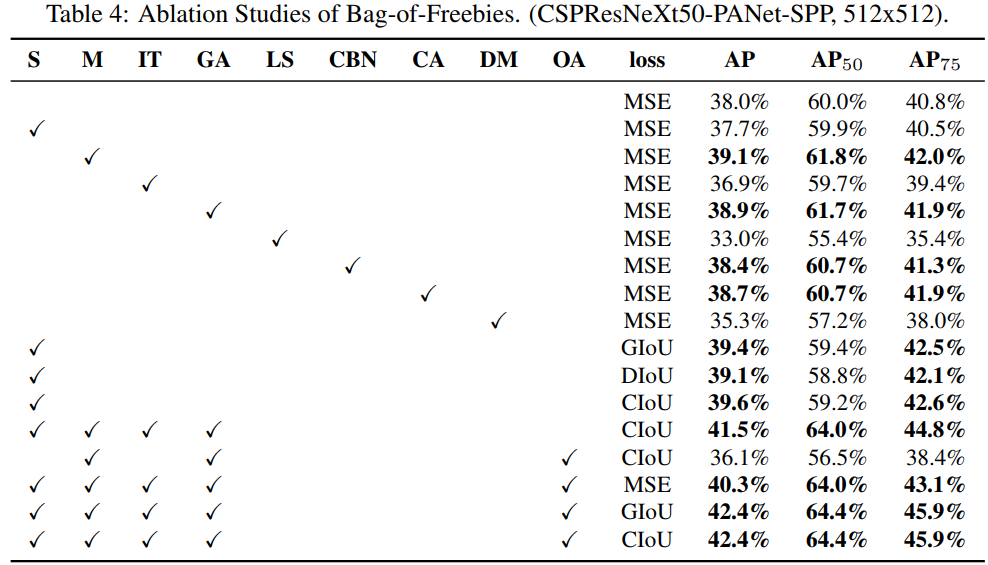 Table 4: Ablation Studies of Bag-of-Freebies. (CSPResNeXt50-PANet-SPP, 512x512).
S M IT GA LS CBN CA DM OA loss AP AP50 AP75
MSE 38.0% 60.0% 40.8%
✓ MSE 37.7% 59.9% 40.5%
✓ MSE 39.1% 61.8% 42.0%
✓ MSE 36.9% 59.7% 39.4%
✓ MSE 38.9% 61.7% 41.9%
✓ MSE 33.0% 55.4% 35.4%
✓ MSE 38.4% 60.7% 41.3%
✓ MSE 38.7% 60.7% 41.9%
✓ MSE 35.3% 57.2% 38.0%
✓ GIoU 39.4% 59.4% 42.5%
✓ DIoU 39.1% 58.8% 42.1%
✓ CIoU 39.6% 59.2% 42.6%
✓ ✓ ✓ ✓ CIoU 41.5% 64.0% 44.8%
✓ ✓ ✓ CIoU 36.1% 56.5% 38.4%
✓ ✓ ✓ ✓ ✓ MSE 40.3% 64.0% 43.1%
✓ ✓ ✓ ✓ ✓ GIoU 42.4% 64.4% 45.9%
✓ ✓ ✓ ✓ ✓ CIoU 42.4% 64.4% 45.9%